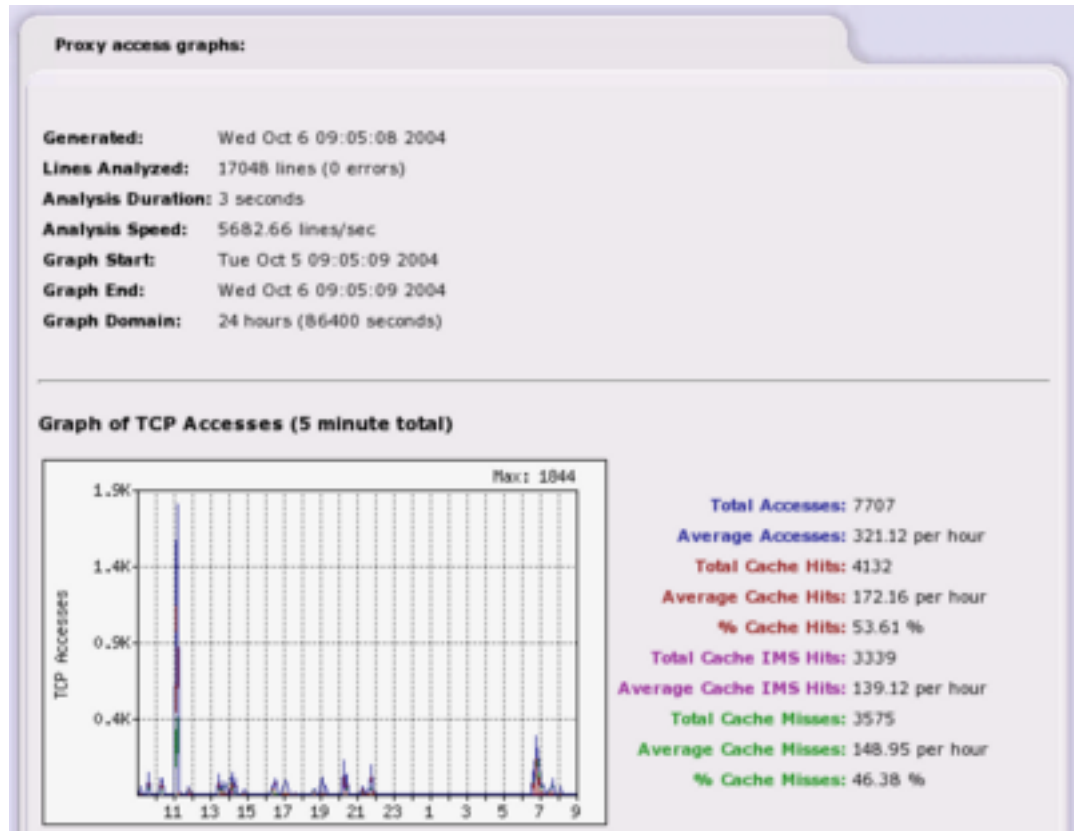 Proxy access graphs:
Generated: Wed Oct 6 09:05:08 2004
Lines Analyzed: 17048 lines (0 errors)
Analysis Duration: 3 seconds
Analysis Speed: 5682.66 lines/sec
Graph Start: Tue Oct 5 09:05:09 2004
Graph End: Wed Oct 6 09:05:09 2004
Graph Domain: 24 hours (86400 seconds)
Graph of TCP Accesses (5 minute total)
Max: 1844
1.9K
1.4K
0.9K
0.4K
TCP Accesses
11 13 15 17 19 21 23 1 3 5 7 9
Total Accesses: 7707
Average Accesses: 321.12 per hour
Total Cache Hits: 4132
Average Cache Hits: 172.16 per hour
% Cache Hits: 53.61 %
Total Cache IMS Hits: 3339
Average Cache IMS Hits: 139.12 per hour
Total Cache Misses: 3575
Average Cache Misses: 148.95 per hour
% Cache Misses: 46.38 %